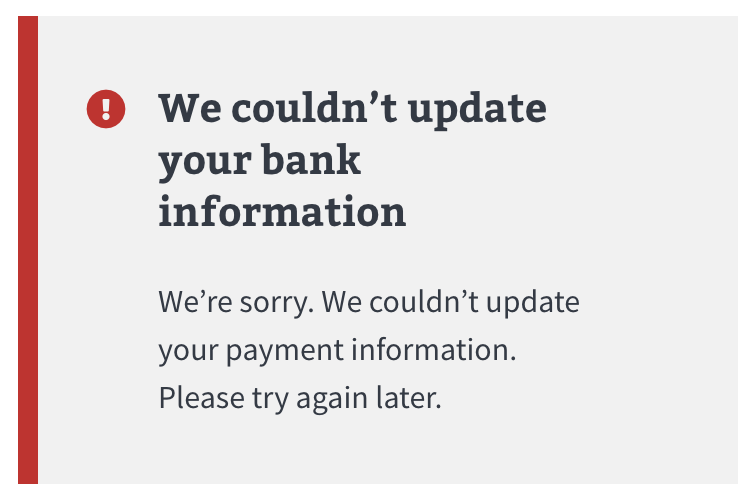 We couldn’t update
your bank
information
We’re sorry. We couldn’t update
your payment information.
Please try again later.